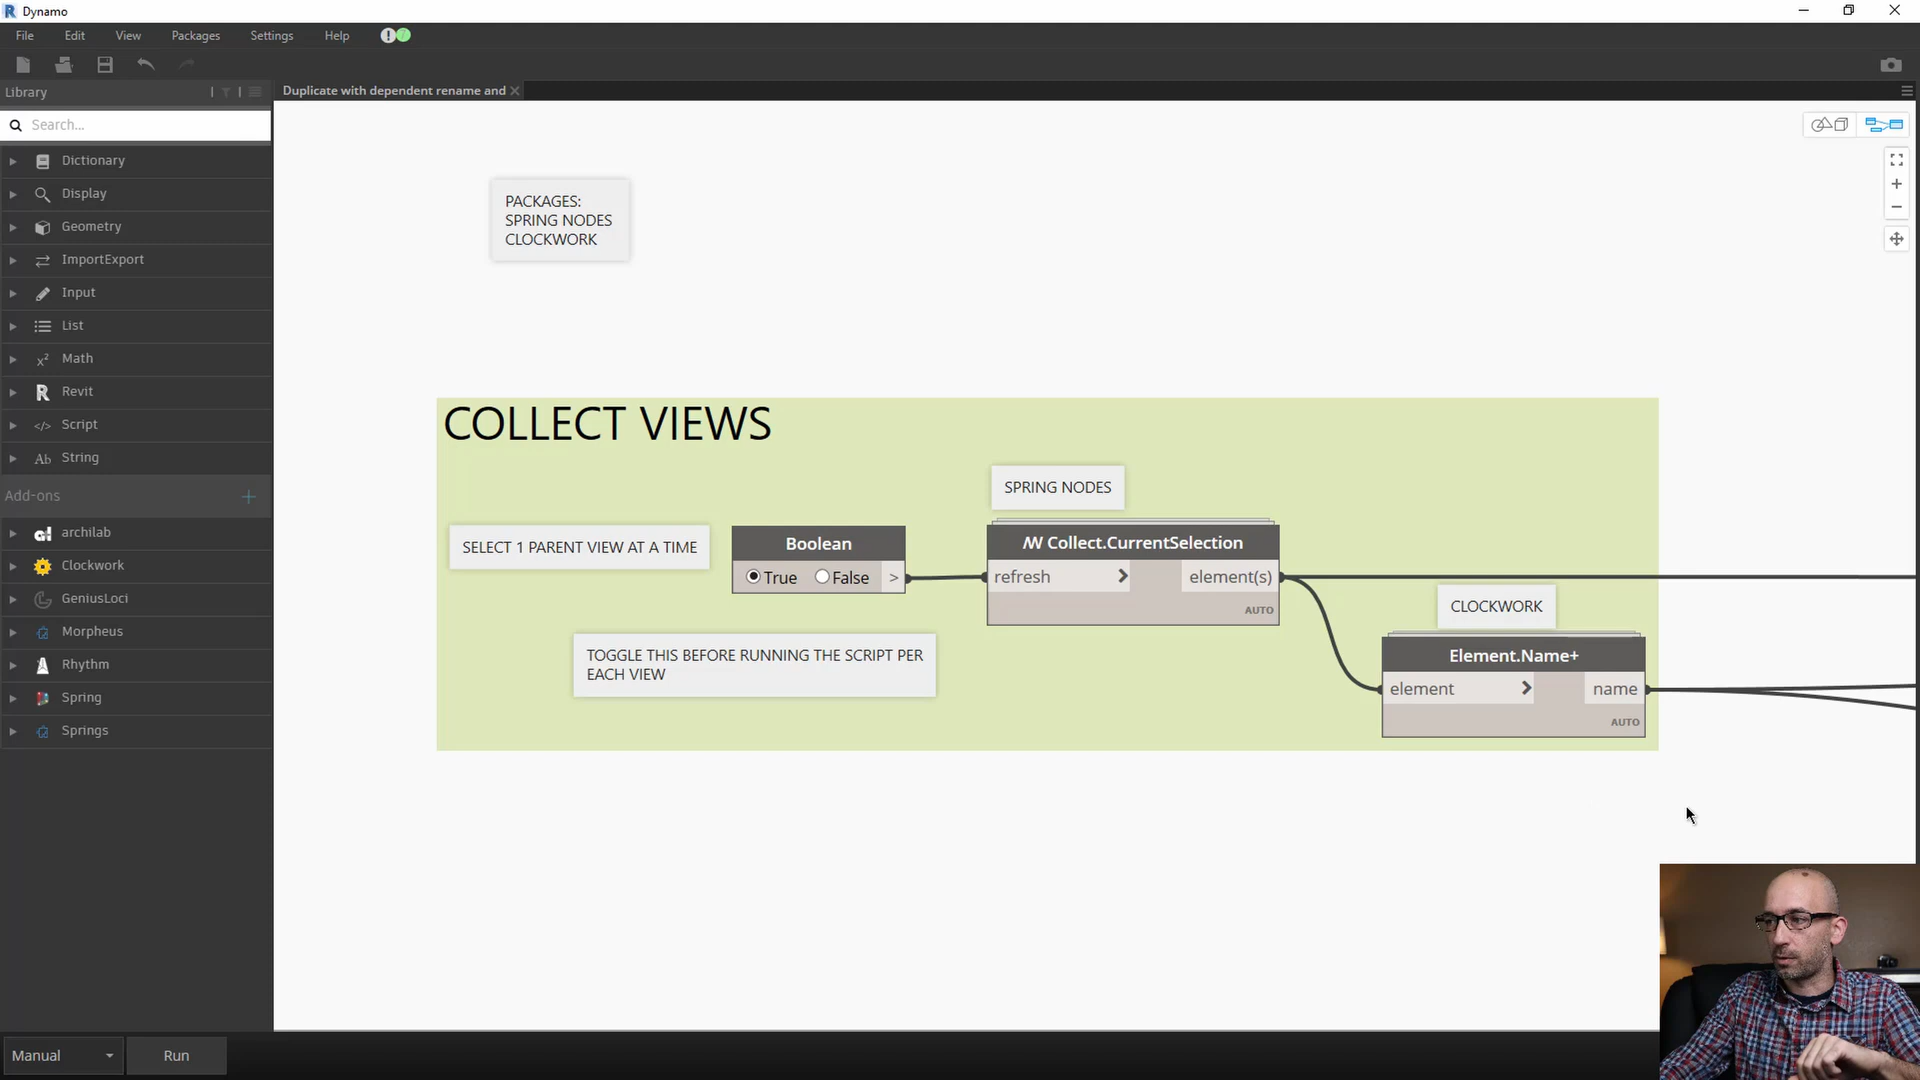 Dynamo
File Edit View Packages Settings Help
Library
Duplicate with dependent rename and
Search...
Dictionary
Display
Geometry
ImportExport
Input
List
Math
Revit
Script
String
Add-ons
archilab
Clockwork
GeniusLoci
Morpheus
Rhythm
Spring
Springs
PACKAGES:
SPRING NODES
CLOCKWORK
COLLECT VIEWS
SPRING NODES
SELECT 1 PARENT VIEW AT A TIME
Boolean
True False >
Collect.CurrentSelection
refresh element(s)
AUTO
TOGGLE THIS BEFORE RUNNING THE SCRIPT PER
EACH VIEW
CLOCKWORK
Element.Name+
element name
AUTO
Manual Run